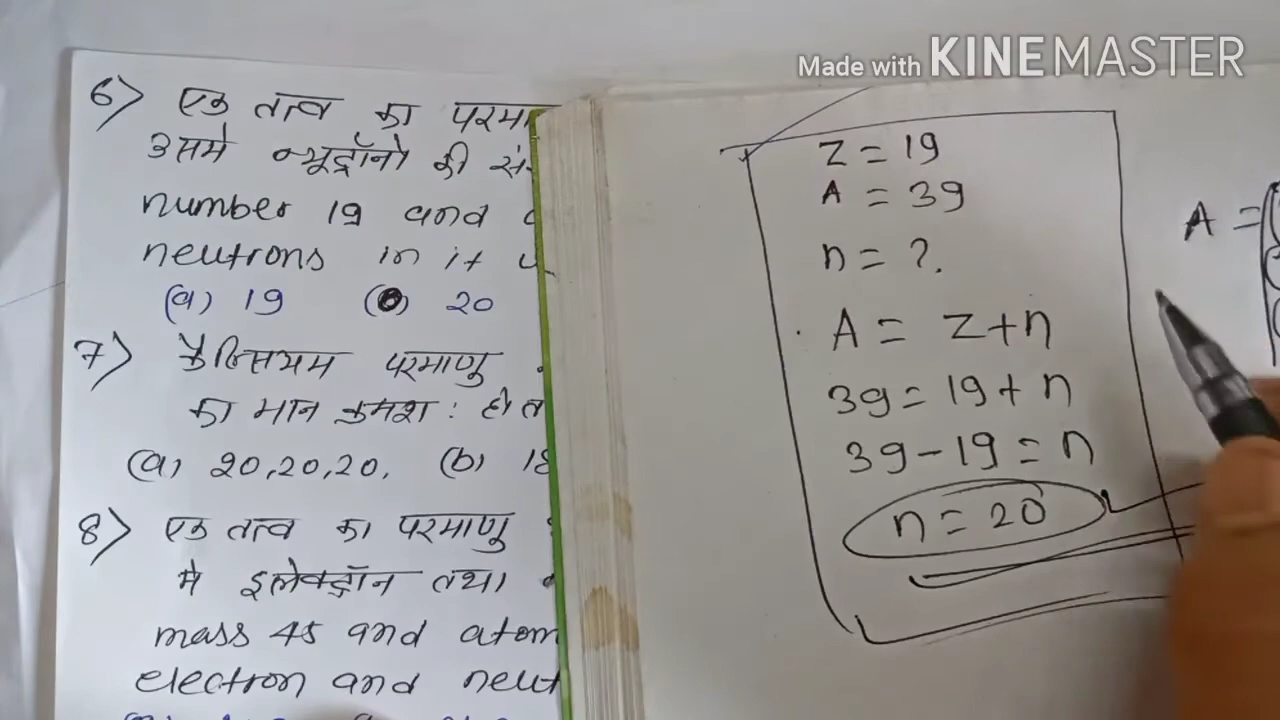 Made with KINEMASTER
6) एक तत्व का परमा
उसमे न्यूट्रॉनो की सं
number 19 and
neutrons in it
(a) 19 (c) 20
7) कैल्सियम परमाणु
का मान क्रमश: होत
(a) 20,20,20, (b) 18
8) एक तत्व का परमाणु
मे इलेक्ट्रॉन तथा
mass 45 and atom
electron and neut
Z = 19
A = 39
n = ?.
A = Z+n
39 = 19 + n
39 - 19 = n
n = 20
A =